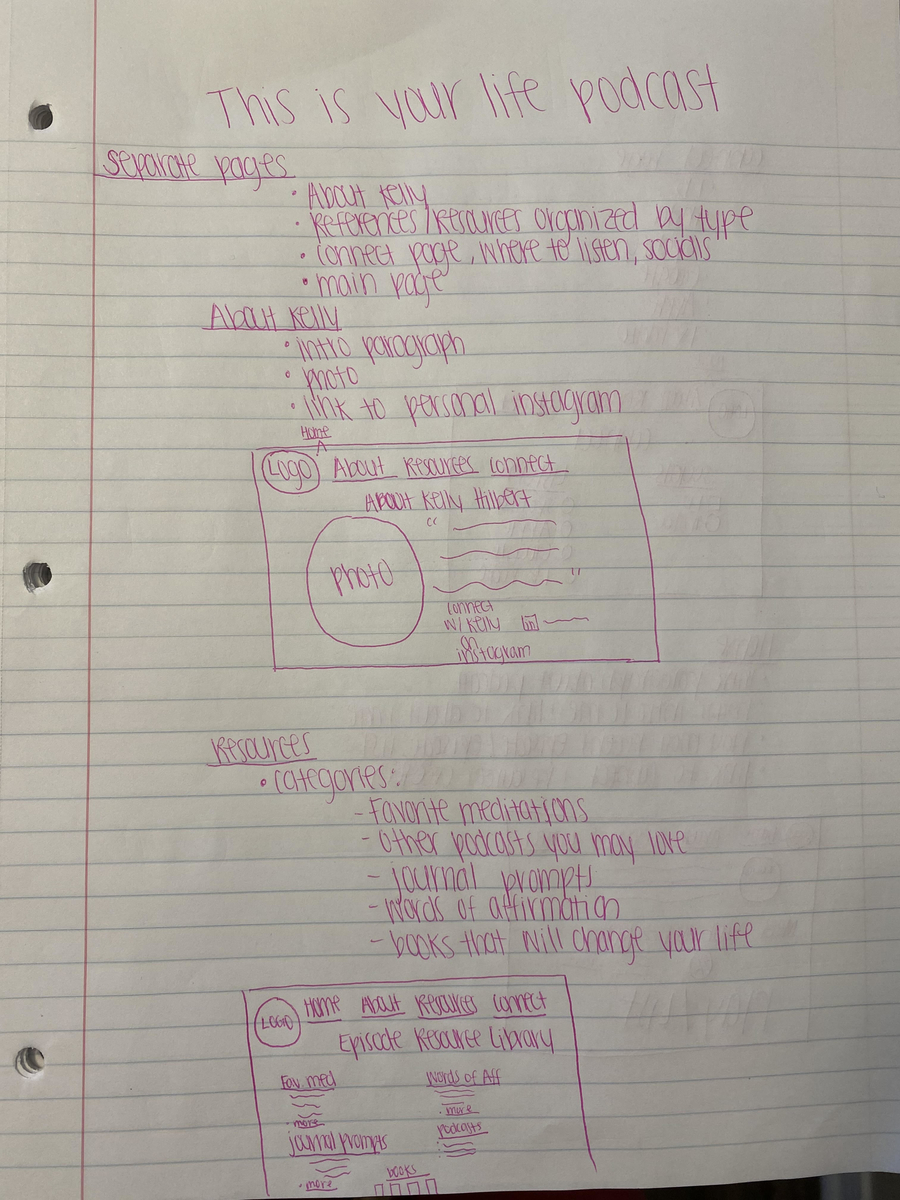 This is your life podcast
separate pages
• About Kelly
• References/Resources organized by type
• connect page, where to listen, socials
• main page
About Kelly
• intro paragraph
• photo
• link to personal instagram
Home
^
LOGO About Resources connect
About Kelly Hilbert
“
photo
”
connect
w/ Kelly
on
instagram
Resources
• categories:
- Favorite meditations
- Other podcasts you may love
- journal prompts
- words of affirmation
- books that will change your life
LOGO Home About Resources connect
Episode Resource Library
Fav. med Words of Aff
• more
• more podcasts
journal prompts
books
• more